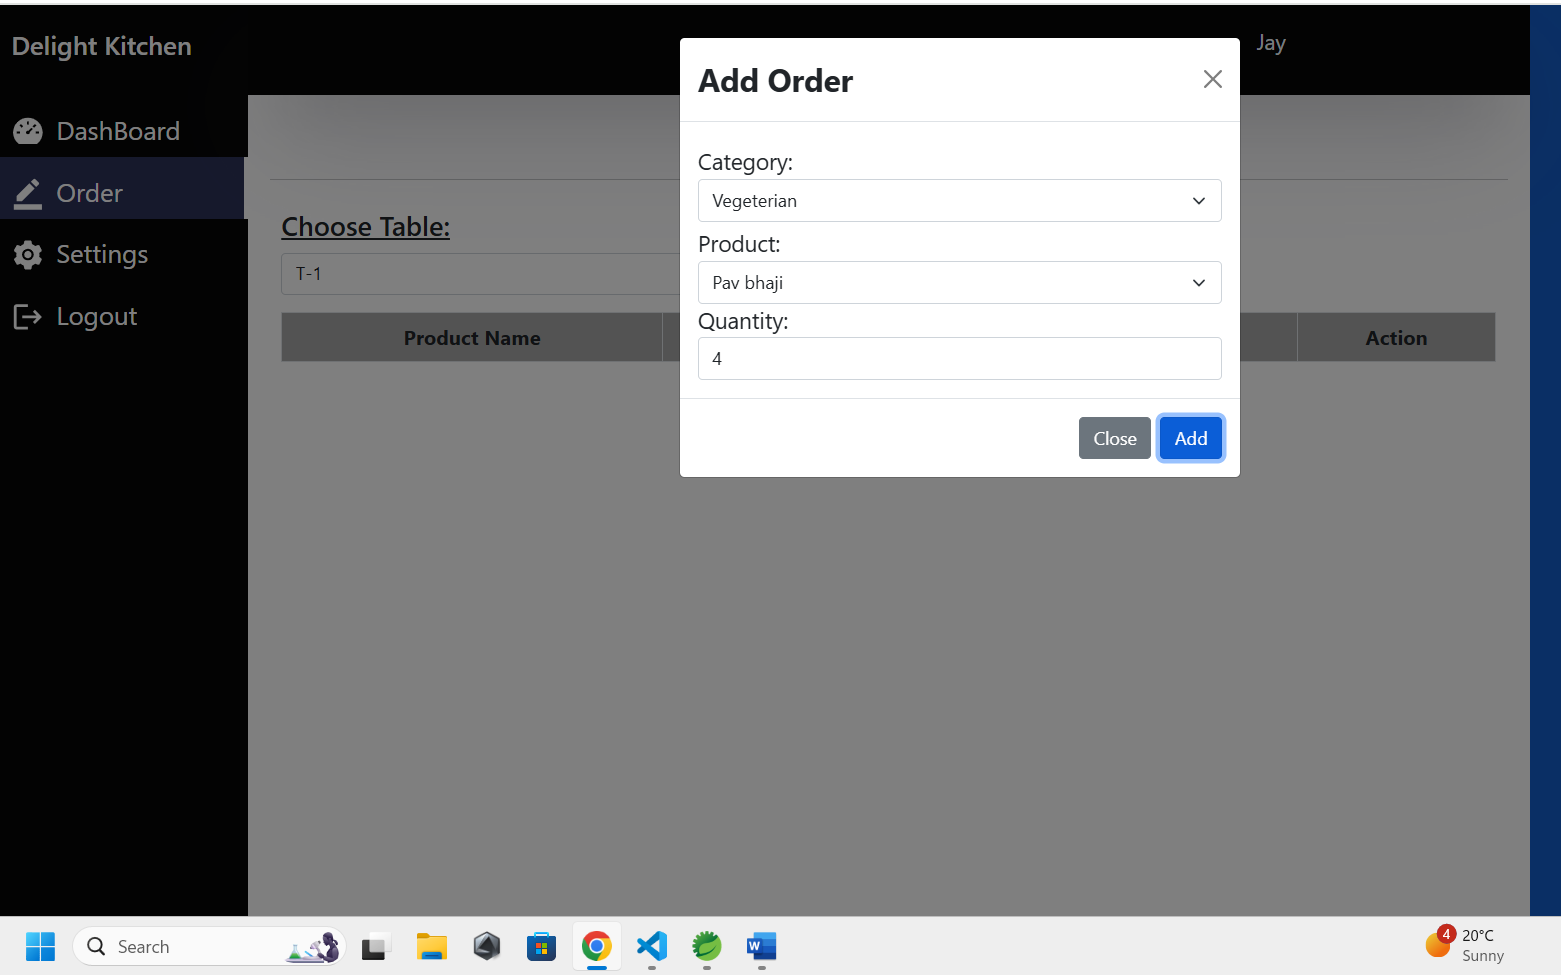 Delight Kitchen
Jay
DashBoard
Order
Settings
Logout
Choose Table:
T-1
Product Name
Action
Add Order
Category:
Vegeterian
Product:
Pav bhaji
Quantity:
4
Close
Add
Search
W
4
20°C
Sunny